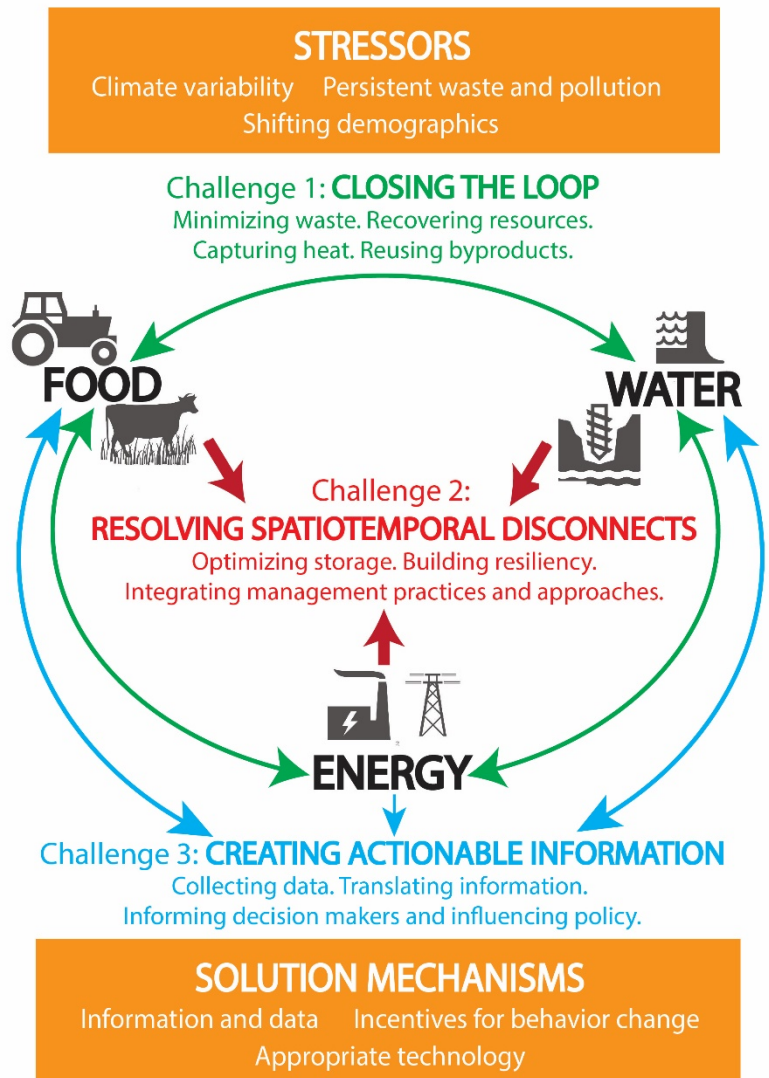 STRESSORS
Climate variability Persistent waste and pollution
Shifting demographics
Challenge 1: CLOSING THE LOOP
Minimizing waste. Recovering resources.
Capturing heat. Reusing byproducts.
FOOD
WATER
Challenge 2:
RESOLVING SPATIOTEMPORAL DISCONNECTS
Optimizing storage. Building resiliency.
Integrating management practices and approaches.
ENERGY
Challenge 3: CREATING ACTIONABLE INFORMATION
Collecting data. Translating information.
Informing decision makers and influencing policy.
SOLUTION MECHANISMS
Information and data Incentives for behavior change
Appropriate technology